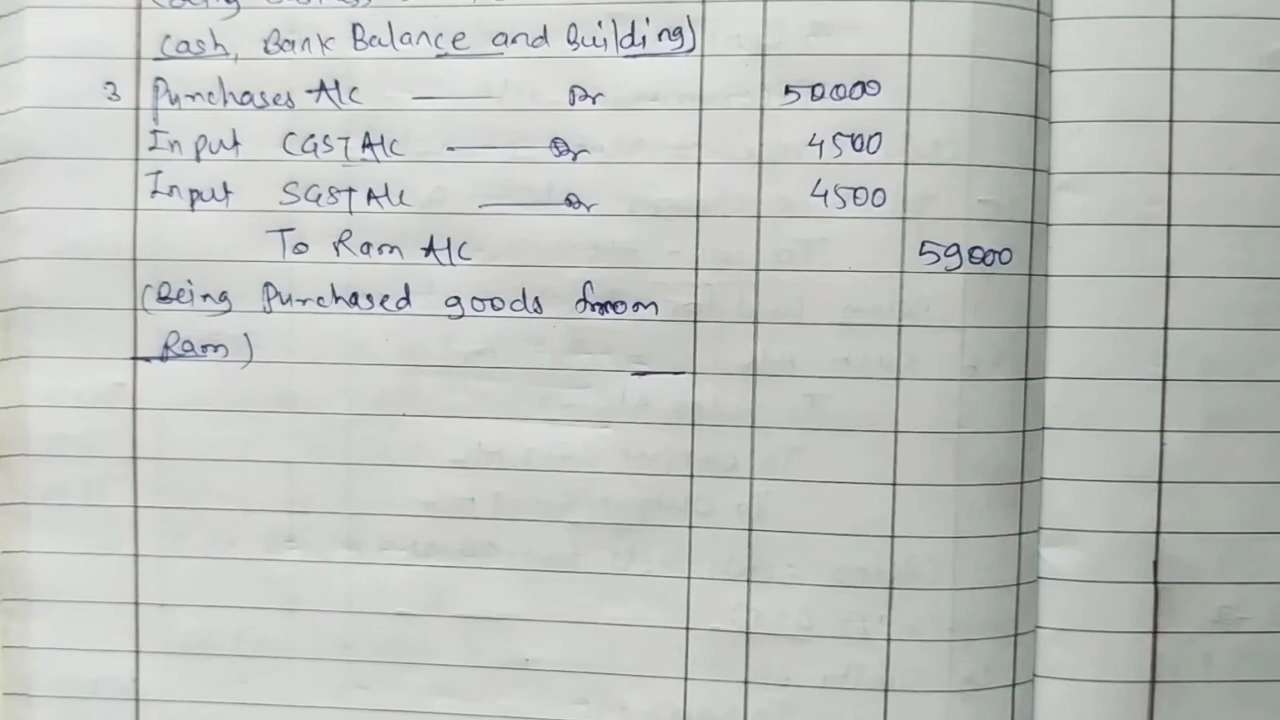 Cash, Bank Balance and Building)
3 Purchases A/c —— Dr 50000
Input CGST A/c —— Dr 4500
Input SGST A/c —— Dr 4500
To Ram A/c 59000
(Being Purchased goods from
Ram)